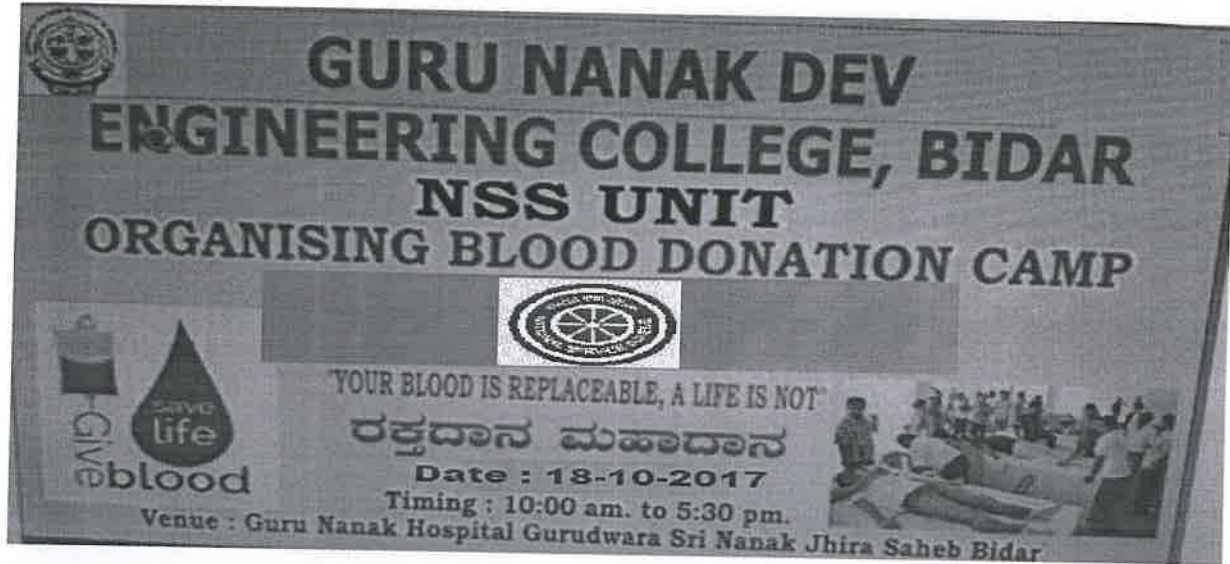 GURU NANAK DEV
ENGINEERING COLLEGE, BIDAR
NSS UNIT
ORGANISING BLOOD DONATION CAMP
"YOUR BLOOD IS REPLACEABLE, A LIFE IS NOT"
save
life
Give
blood
ರಕ್ತದಾನ ಮಹಾದಾನ
Date : 18-10-2017
Timing : 10:00 am. to 5:30 pm.
Venue : Guru Nanak Hospital Gurudwara Sri Nanak Jhira Saheb Bidar